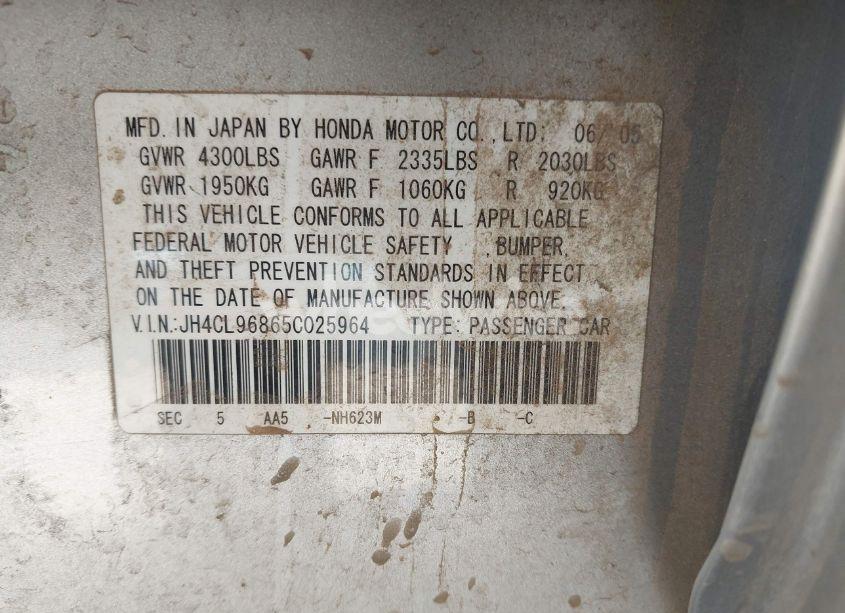 MFD. IN JAPAN BY HONDA MOTOR CO., LTD. 06/05
GVWR 4300LBS GAWR F 2335LBS R 2030LBS
GVWR 1950KG GAWR F 1060KG R 920KG
THIS VEHICLE CONFORMS TO ALL APPLICABLE
FEDERAL MOTOR VEHICLE SAFETY , BUMPER,
AND THEFT PREVENTION STANDARDS IN EFFECT
ON THE DATE OF MANUFACTURE SHOWN ABOVE.
V.I.N.:JH4CL96865C025964 TYPE: PASSENGER CAR
SEC 5 AA5 -NH623M -B -C